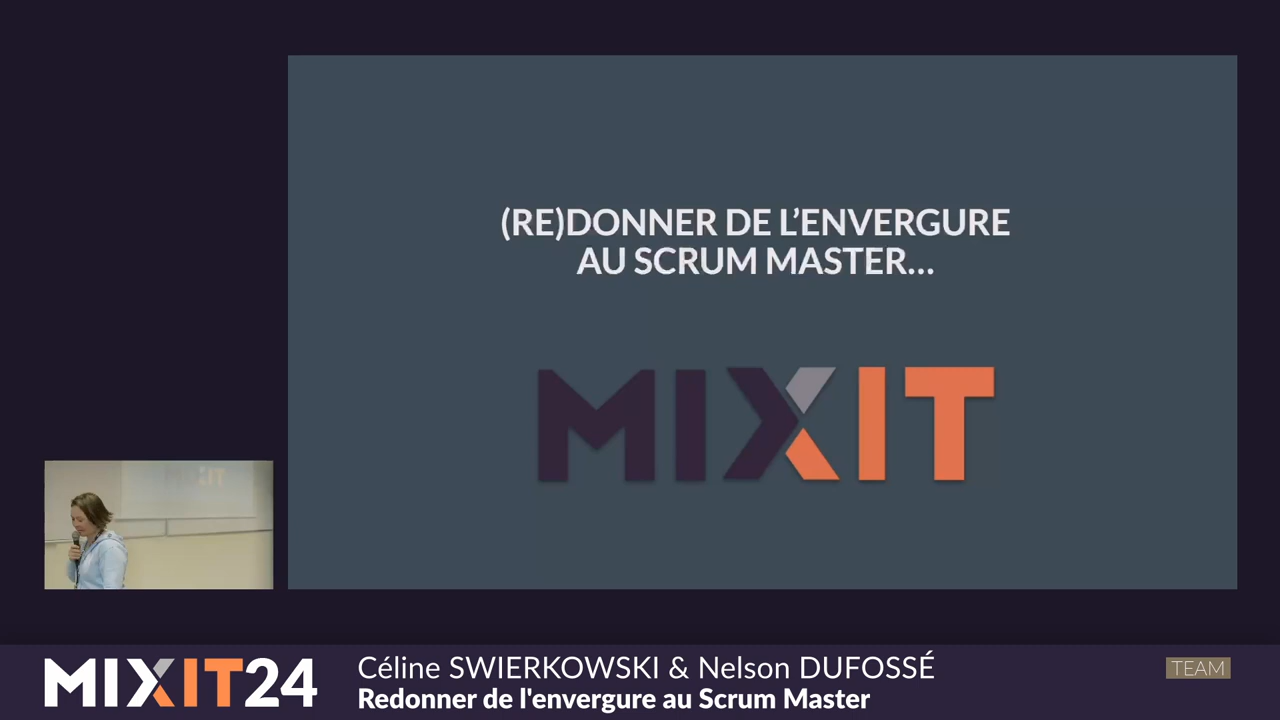 (RE)DONNER DE L’ENVERGURE
AU SCRUM MASTER...
MIXIT
IT
MIXIT24
Céline SWIERKOWSKI & Nelson DUFOSSÉ
Redonner de l'envergure au Scrum Master
TEAM